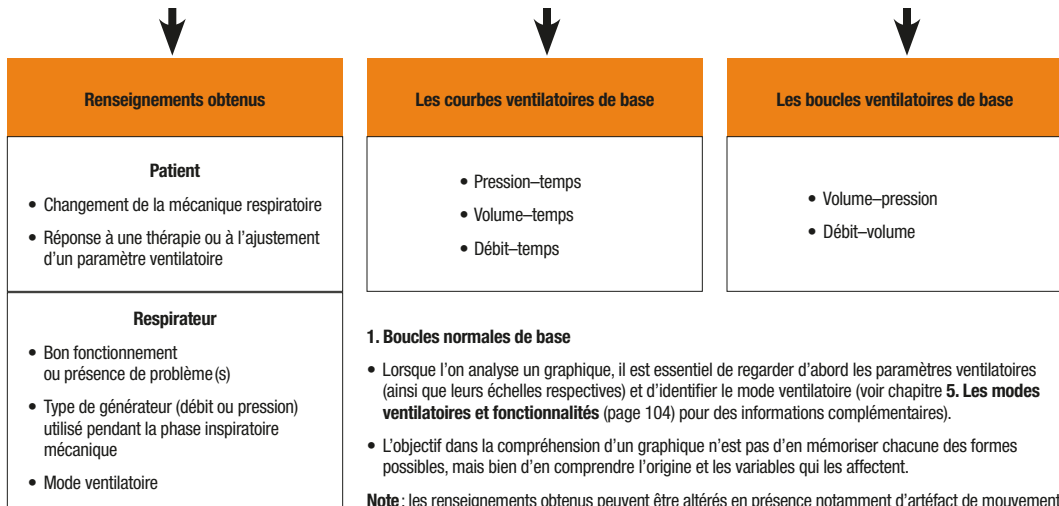 Renseignements obtenus
Patient
• Changement de la mécanique respiratoire
• Réponse à une thérapie ou à l'ajustement
d'un paramètre ventilatoire
Respirateur
• Bon fonctionnement
ou présence de problème(s)
• Type de générateur (débit ou pression)
utilisé pendant la phase inspiratoire
mécanique
• Mode ventilatoire
Les courbes ventilatoires de base
• Pression–temps
• Volume–temps
• Débit–temps
Les boucles ventilatoires de base
• Volume–pression
• Débit–volume
1. Boucles normales de base
• Lorsque l'on analyse un graphique, il est essentiel de regarder d'abord les paramètres ventilatoires
(ainsi que leurs échelles respectives) et d'identifier le mode ventilatoire (voir chapitre 5. Les modes
ventilatoires et fonctionnalités (page 104) pour des informations complémentaires).
• L'objectif dans la compréhension d'un graphique n'est pas d'en mémoriser chacune des formes
possibles, mais bien d'en comprendre l'origine et les variables qui les affectent.
Note : les renseignements obtenus peuvent être altérés en présence notamment d'artéfact de mouvement